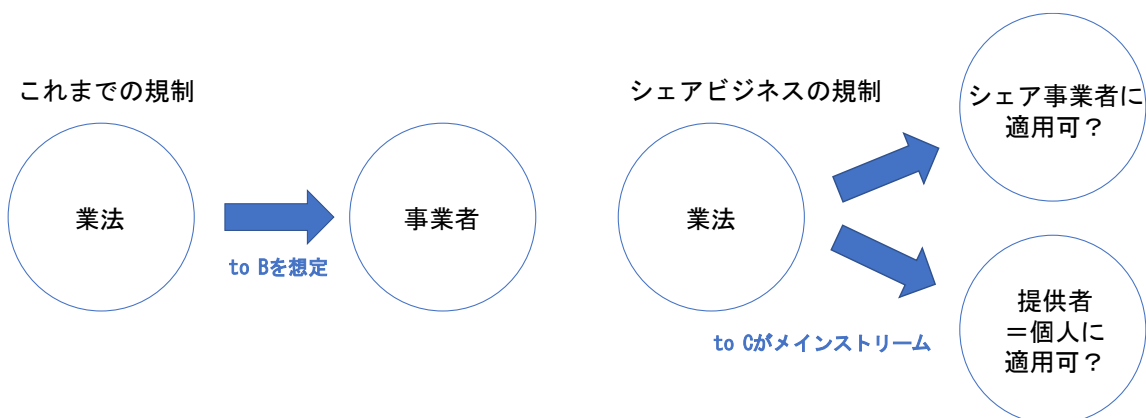 これまでの規制
業法
to Bを想定
事業者
シェアビジネスの規制
業法
to Cがメインストリーム
シェア事業者に
適用可？
提供者
＝個人に
適用可？